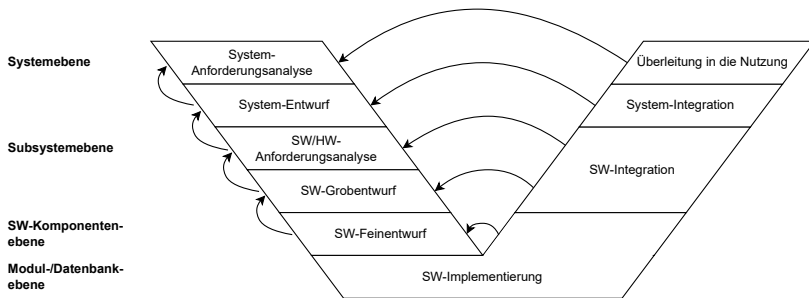 Systemebene
System-
Anforderungsanalyse
Überleitung in die Nutzung
System-Entwurf
System-Integration
Subsystemebene
SW/HW-
Anforderungsanalyse
SW-Integration
SW-Grobentwurf
SW-Komponenten-
ebene
SW-Feinentwurf
Modul-/Datenbank-
ebene
SW-Implementierung